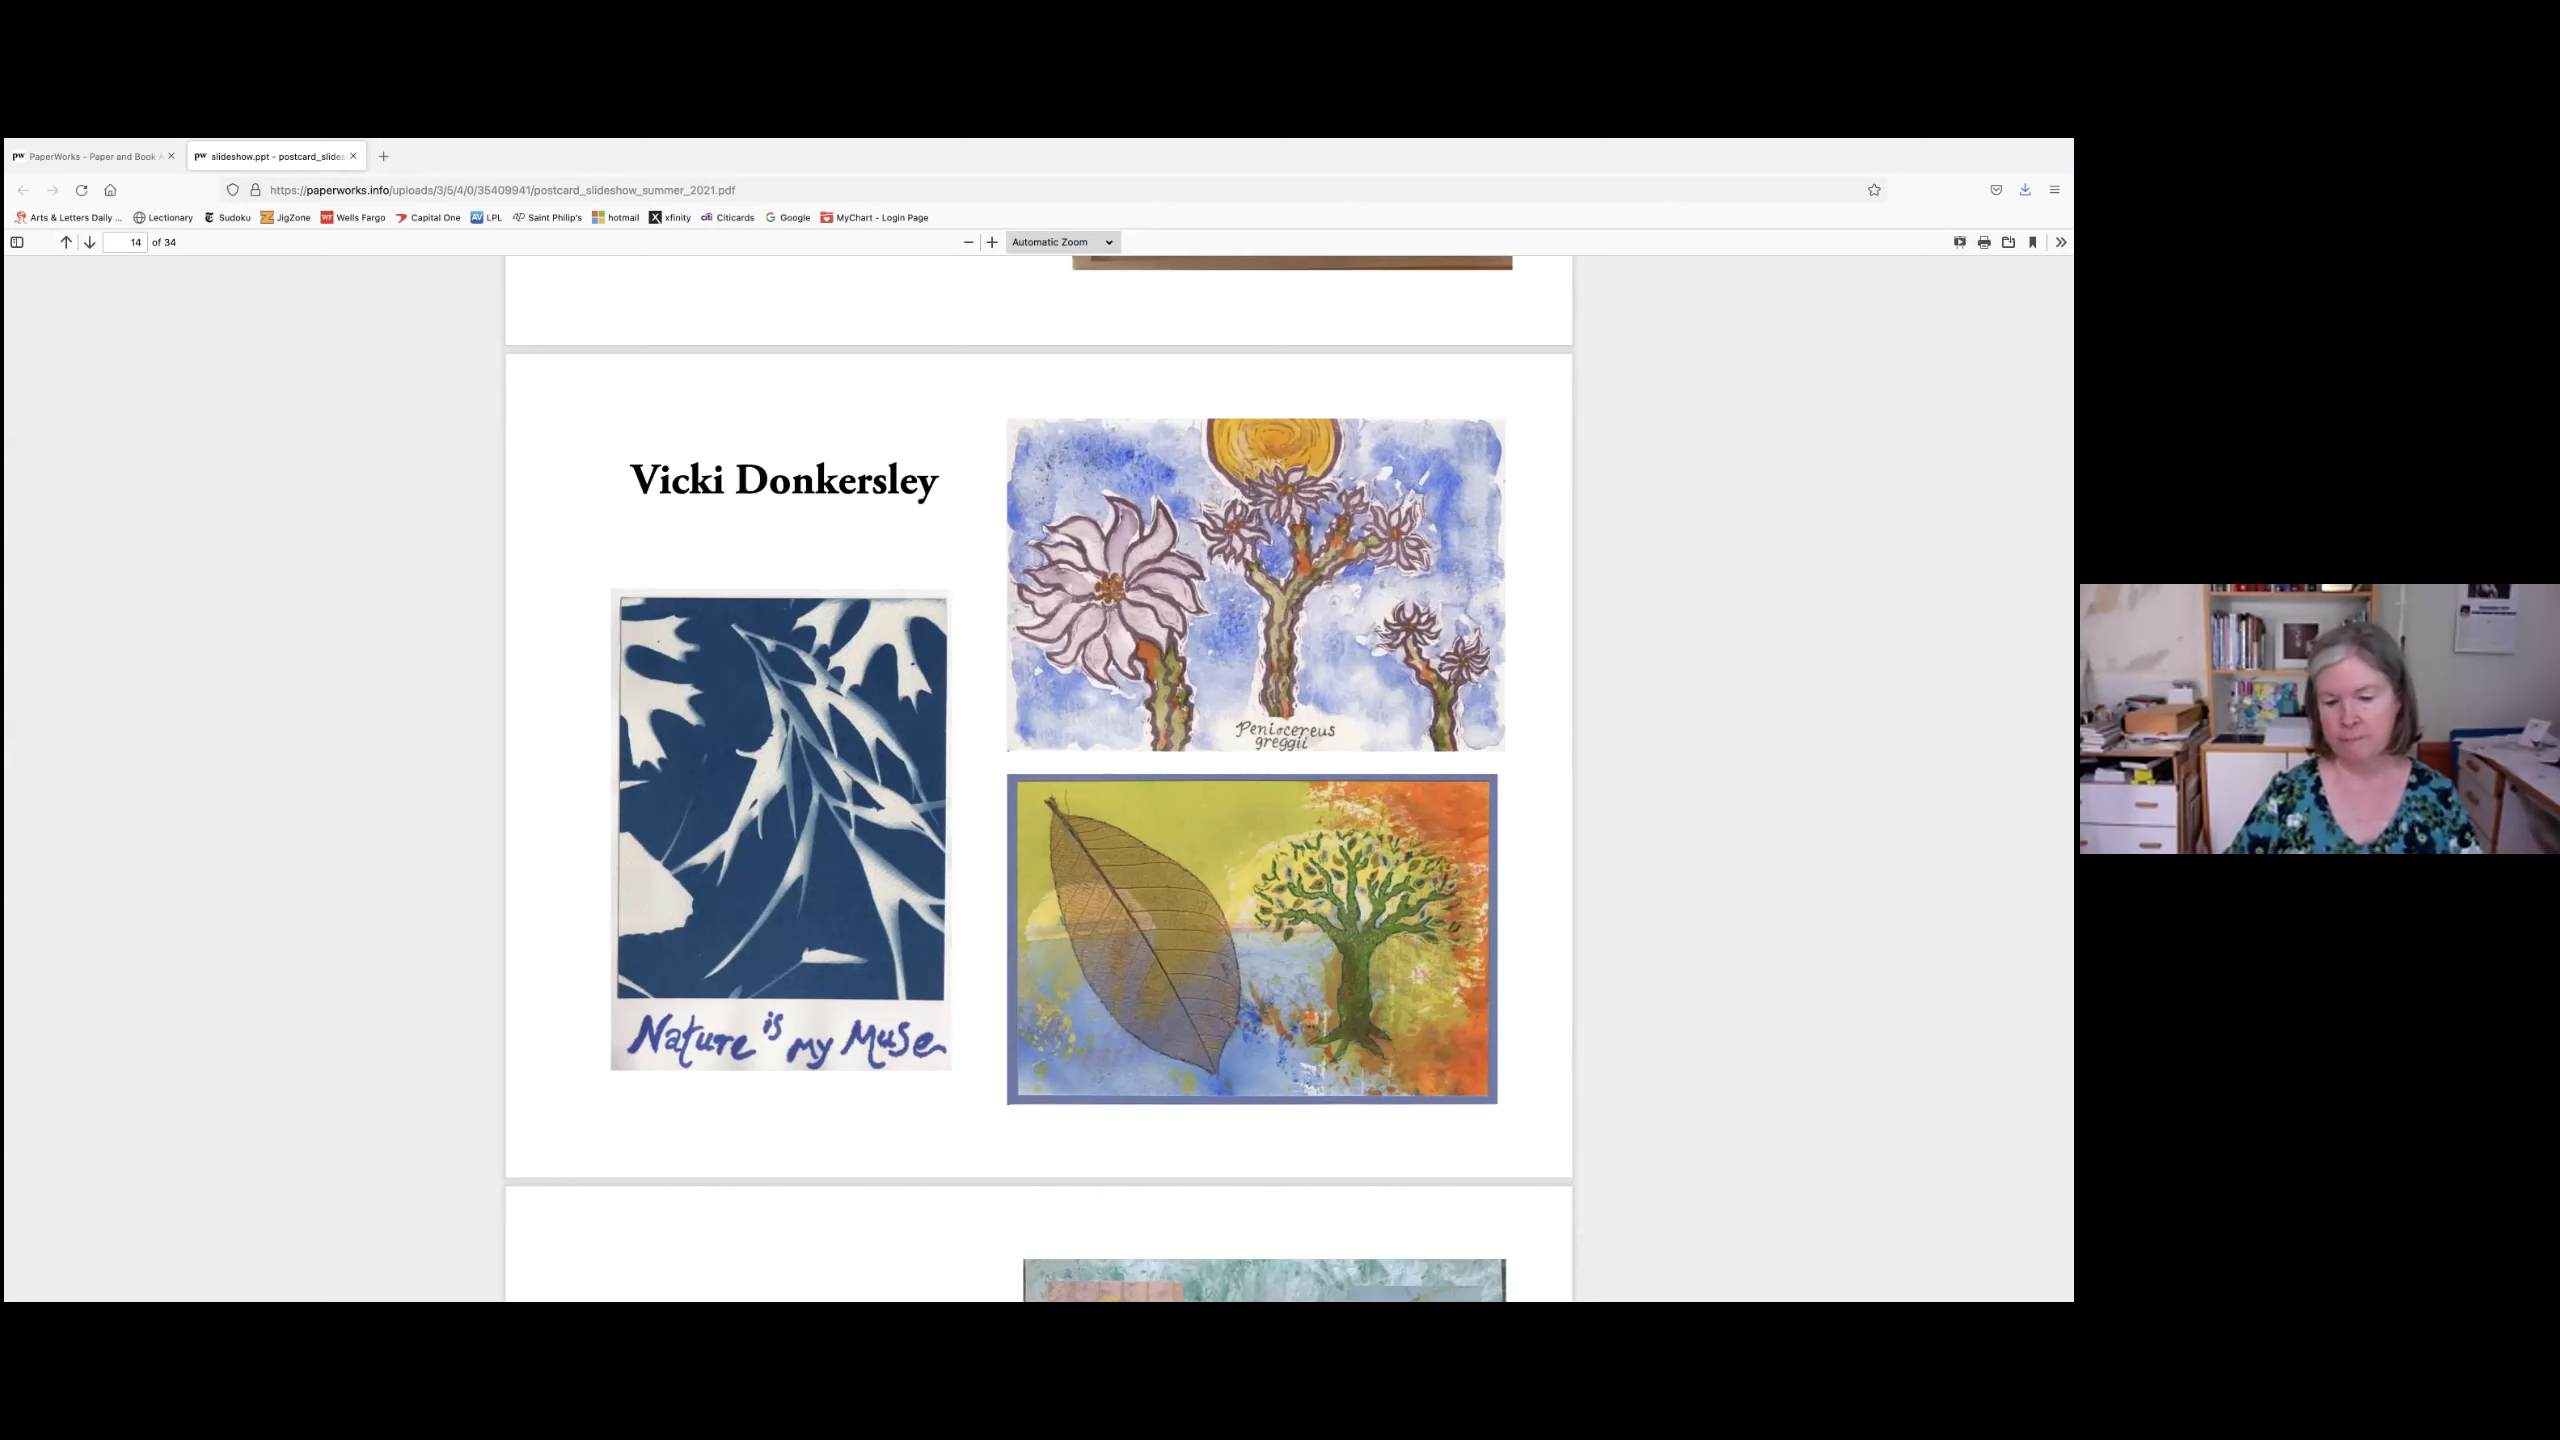 PaperWorks - Paper and Book A
slideshow.ppt - postcard_slides
https://paperworks.info/uploads/3/5/4/0/35409941/postcard_slideshow_summer_2021.pdf
Arts & Letters Daily ... Lectionary Sudoku JigZone Wells Fargo Capital One LPL Saint Philip's hotmail xfinity Citicards Google MyChart - Login Page
14 of 34 Automatic Zoom
Vicki Donkersley
Peniocereus
greggii
Nature is my Muse